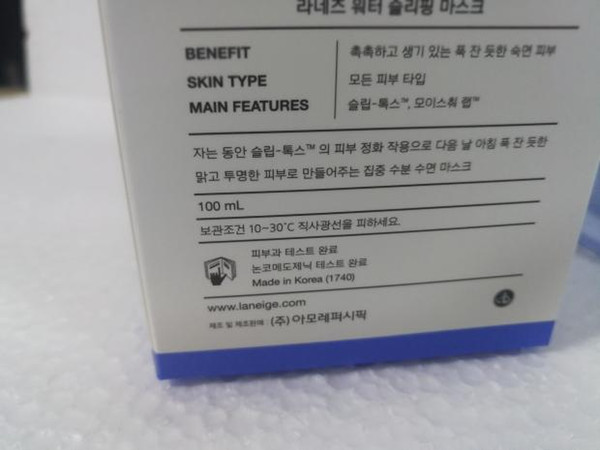 라네즈 워터 슬리핑 마스크
BENEFIT 촉촉하고 생기 있는 푹 잔 듯한 숙면 피부
SKIN TYPE 모든 피부 타입
MAIN FEATURES 슬립-톡스™, 모이스춰 랩™
자는 동안 슬립-톡스™ 의 피부 정화 작용으로 다음 날 아침 푹 잔 듯한
맑고 투명한 피부로 만들어주는 집중 수분 수면 마스크
100 mL
보관조건 10-30˚C 직사광선을 피하세요.
피부과 테스트 완료
논코메도제닉 테스트 완료
Made in Korea (1740)
www.laneige.com
제조 및 제조판매 : (주)아모레퍼시픽